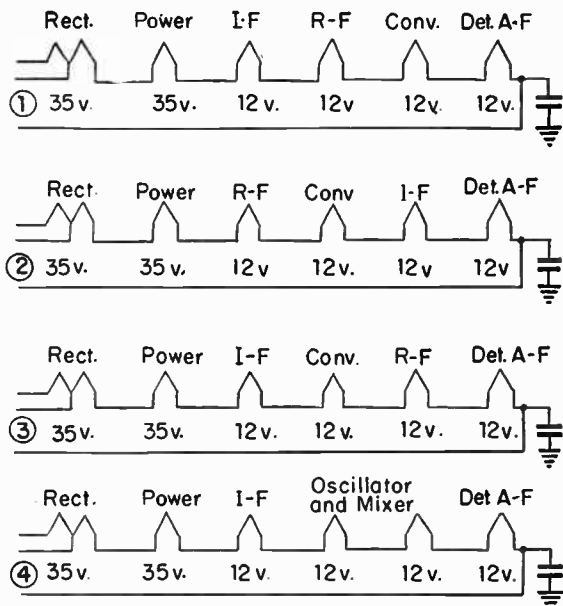 Rect. Power I-F R-F Conv. Det. A-F
① 35 v. 35 v. 12 v. 12 v 12 v. 12 v.
Rect. Power R-F Conv I-F Det. A-F
② 35 v. 35 v. 12 v 12 v. 12 v 12 v
Rect. Power I-F Conv. R-F Det. A-F
③ 35 v. 35 v. 12 v. 12 v. 12 v. 12 v.
Rect. Power I-F Oscillator and Mixer Det A-F
④ 35 v. 35 v. 12 v. 12 v. 12 v. 12 v.